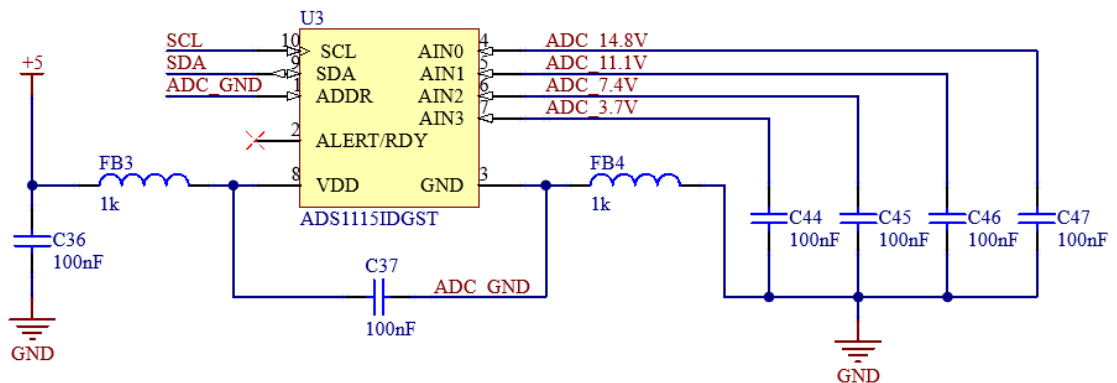 U3
SCL 10 SCL AIN0 4 ADC_14.8V
SDA 9 SDA AIN1 5 ADC_11.1V
ADC_GND 1 ADDR AIN2 6 ADC_7.4V
AIN3 7 ADC_3.7V
+5
2 ALERT/RDY
FB3 8 VDD GND 3 FB4
1k ADS1115IDGST 1k
C36
100nF
C44 C45 C46 C47
100nF 100nF 100nF 100nF
C37 ADC_GND
100nF
GND
GND